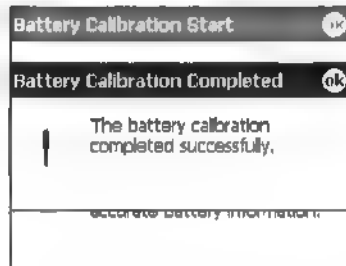 Battery Calibration Start ok
Battery Calibration Completed ok
The battery calibration
completed successfully.
accurate battery information.